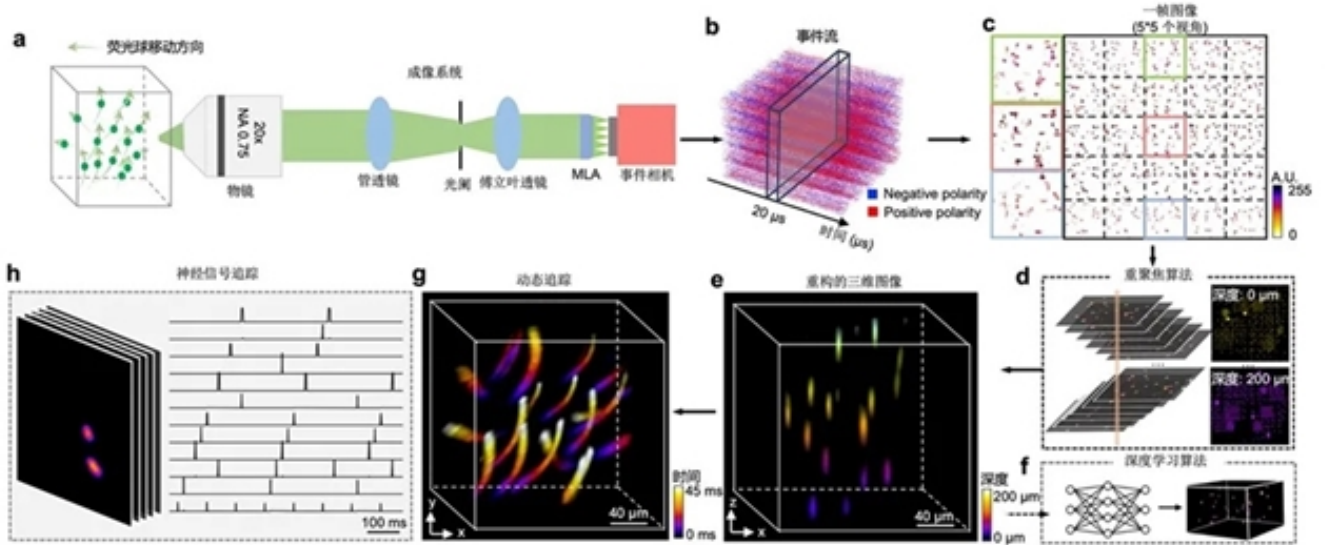 a
荧光球移动方向
成像系统
20x
NA 0.75
物镜
管透镜
光阑
傅立叶透镜
MLA
事件相机
b
事件流
Negative polarity
Positive polarity
20 μs
时间 (μs)
c
一帧图像
(5*5 个视角)
A.U.
255
0
d
重聚焦算法
深度: 0 μm
...
深度: 200 μm
e
重构的三维图像
z
x
40 μm
深度
200 μm
0 μm
f
深度学习算法
g
动态追踪
y
x
40 μm
时间
45 ms
0 ms
h
神经信号追踪
100 ms